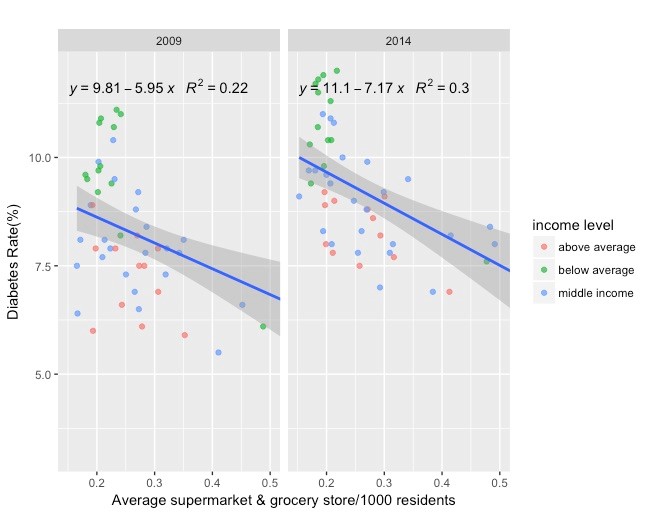 2009
2014
y = 9.81 – 5.95 x R² = 0.22
y = 11.1 – 7.17 x R² = 0.3
10.0
7.5
5.0
Diabetes Rate(%)
0.2 0.3 0.4 0.5
0.2 0.3 0.4 0.5
Average supermarket & grocery store/1000 residents
income level
above average
below average
middle income